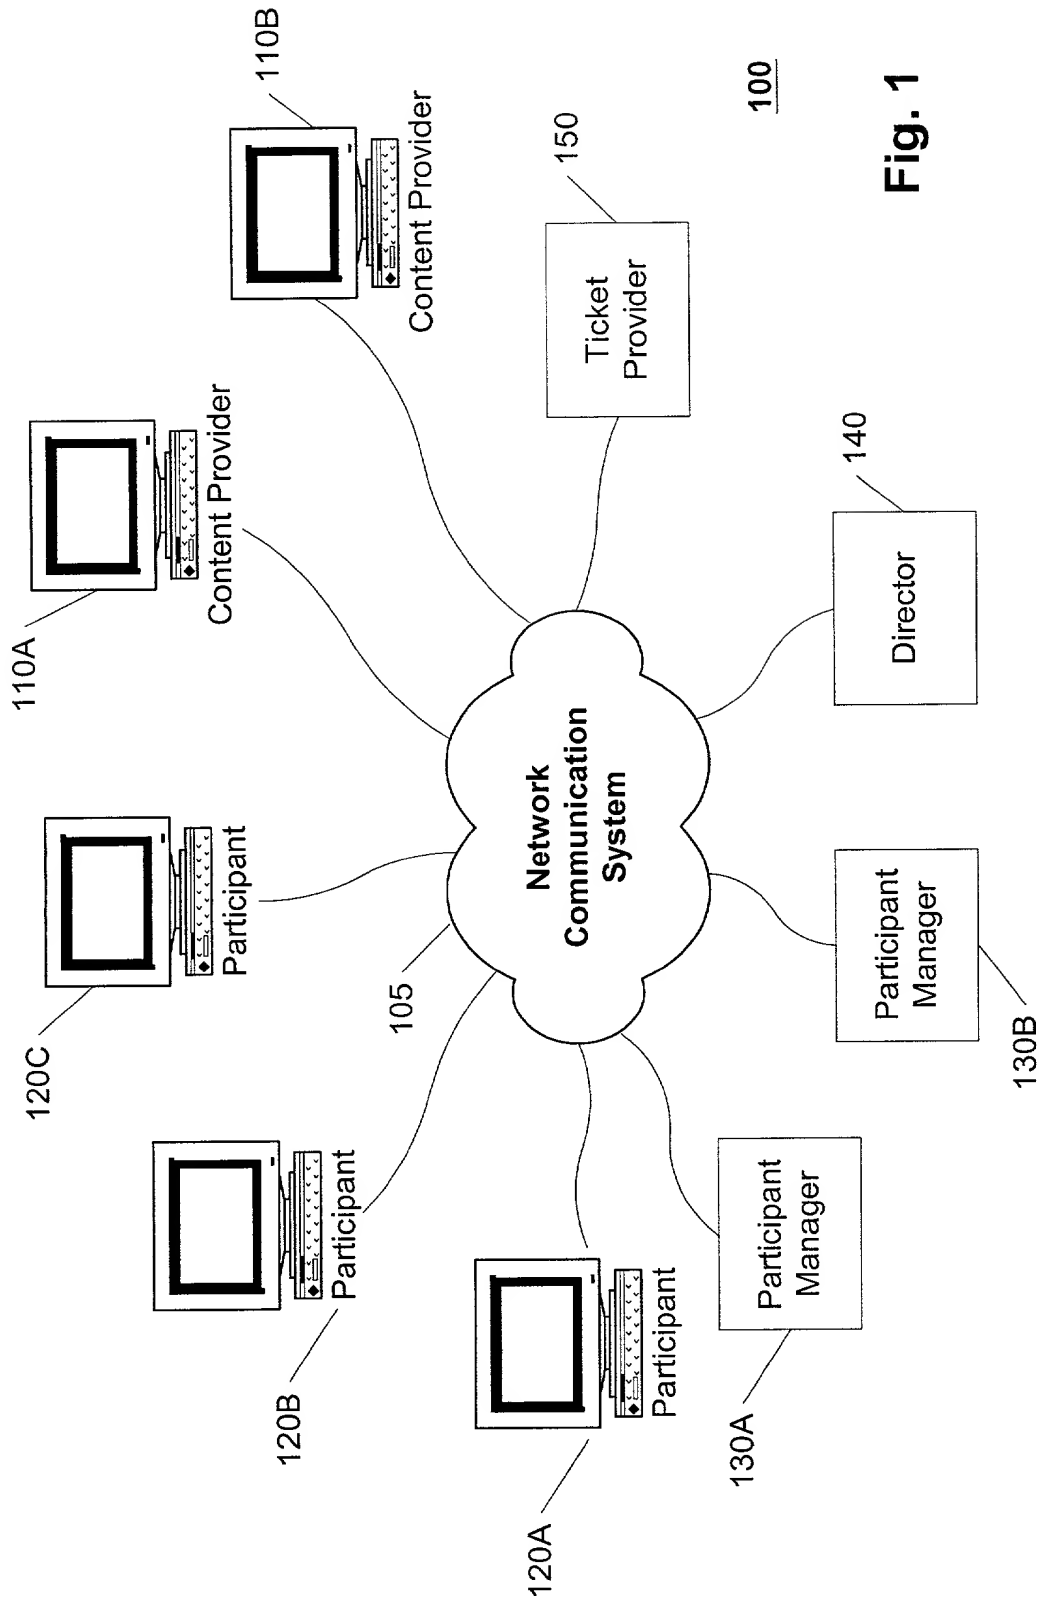 120C
Participant
110A
Content Provider
110B
Content Provider
120B
Participant
105
Network
Communication
System
120A
Participant
130A
Participant
Manager
130B
Participant
Manager
140
Director
150
Ticket
Provider
100
Fig. 1